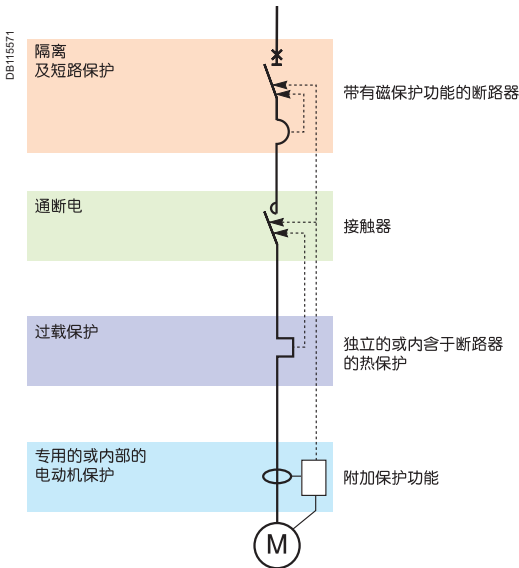 DB115571
隔离
及短路保护
带有磁保护功能的断路器
通断电
接触器
过载保护
独立的或内含于断路器
的热保护
专用的或内部的
电动机保护
附加保护功能
M